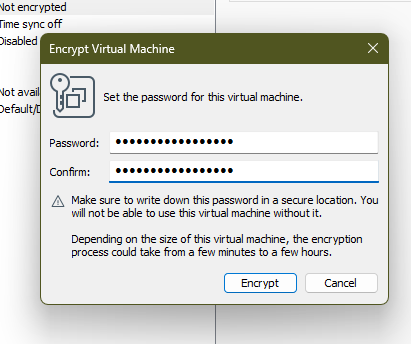 Not encrypted
Time sync off
Disabled
Encrypt Virtual Machine
Set the password for this virtual machine.
Not avai
Default/D
Password: ●●●●●●●●●●●●●●●●●
Confirm: ●●●●●●●●●●●●●●●●●
Make sure to write down this password in a secure location. You
will not be able to use this virtual machine without it.
Depending on the size of this virtual machine, the encryption
process could take from a few minutes to a few hours.
Encrypt
Cancel